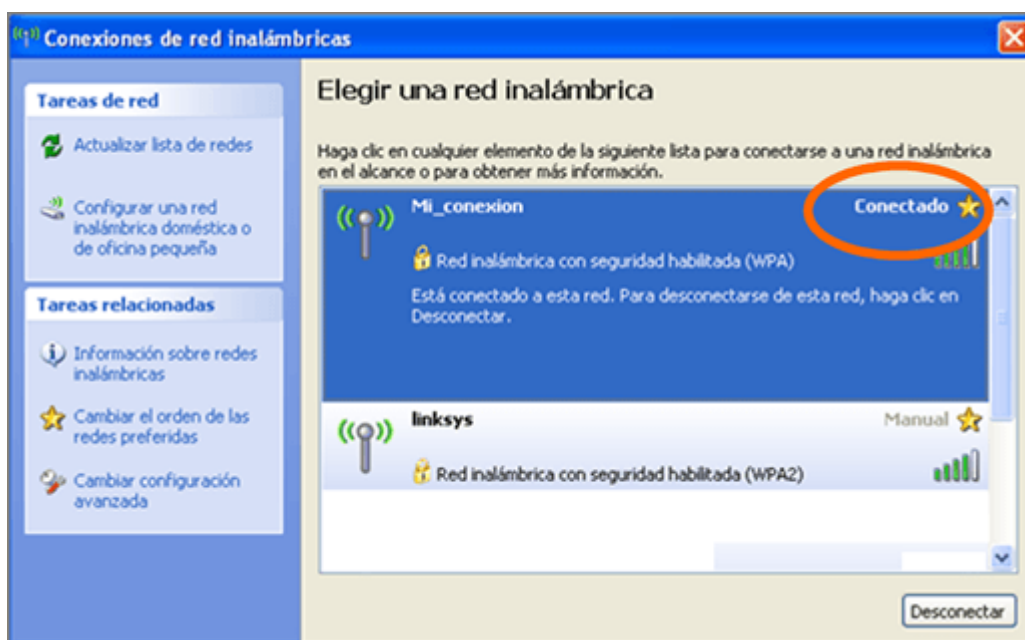 Conexiones de red inalámbricas
Tareas de red
Actualizar lista de redes
Configurar una red
inalámbrica doméstica o
de oficina pequeña
Tareas relacionadas
Información sobre redes
inalámbricas
Cambiar el orden de las
redes preferidas
Cambiar configuración
avanzada
Elegir una red inalámbrica
Haga clic en cualquier elemento de la siguiente lista para conectarse a una red inalámbrica
en el alcance o para obtener más información.
Mi_conexion Conectado
Red inalámbrica con seguridad habilitada (WPA)
Está conectado a esta red. Para desconectarse de esta red, haga clic en
Desconectar.
linksys Manual
Red inalámbrica con seguridad habilitada (WPA2)
Desconectar